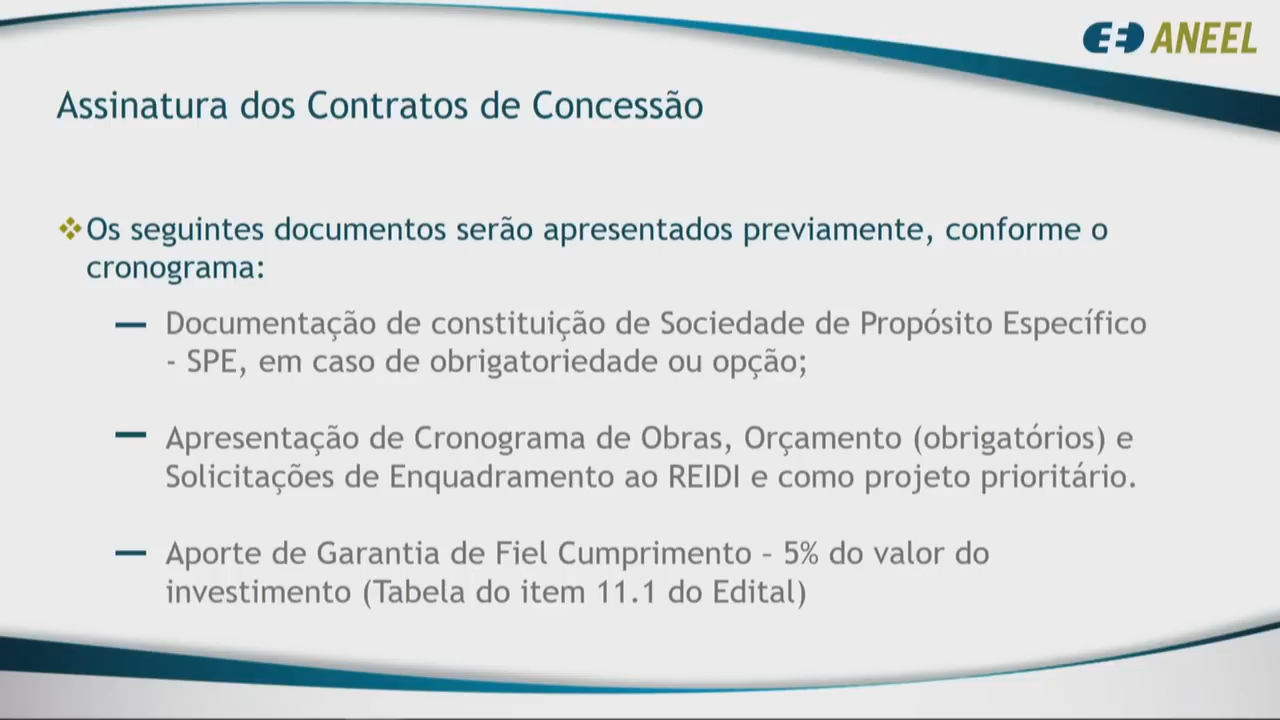 ANEEL
Assinatura dos Contratos de Concessão
Os seguintes documentos serão apresentados previamente, conforme o
cronograma:
Documentação de constituição de Sociedade de Propósito Específico
- SPE, em caso de obrigatoriedade ou opção;
Apresentação de Cronograma de Obras, Orçamento (obrigatórios) e
Solicitações de Enquadramento ao REIDI e como projeto prioritário.
Aporte de Garantia de Fiel Cumprimento – 5% do valor do
investimento (Tabela do item 11.1 do Edital)